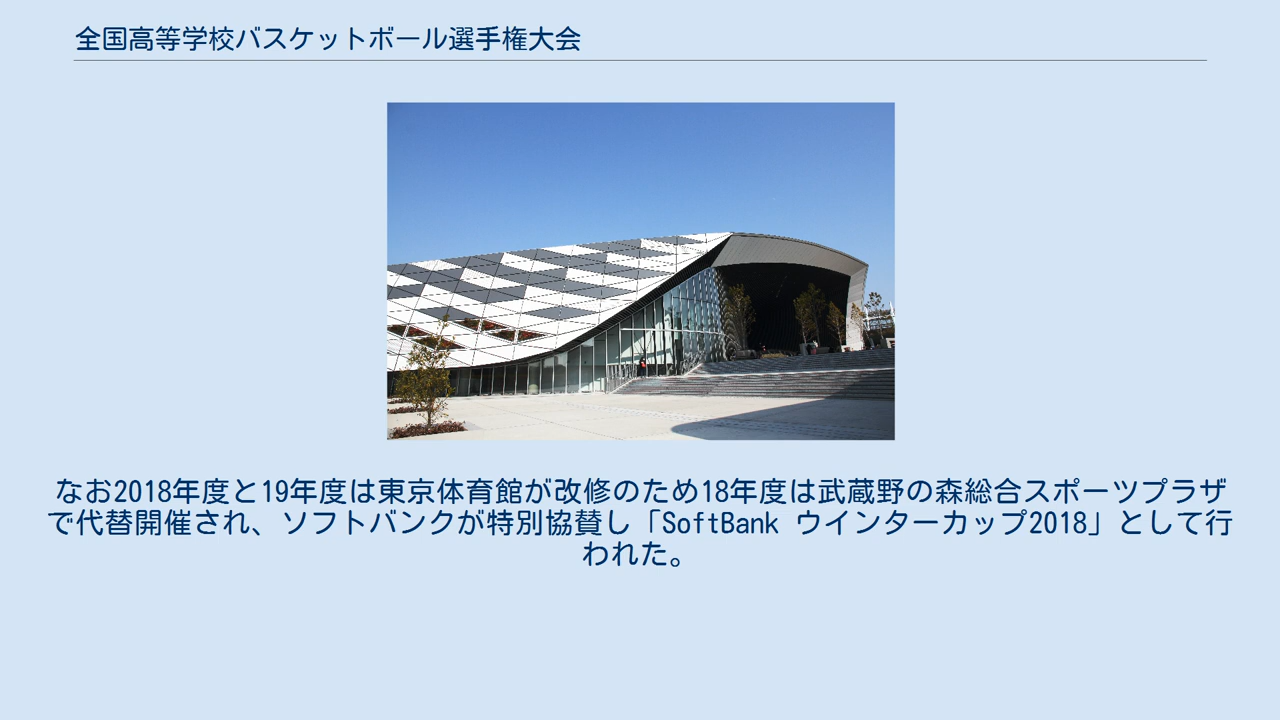 全国高等学校バスケットボール選手権大会
なお2018年度と19年度は東京体育館が改修のため18年度は武蔵野の森総合スポーツプラザ
で代替開催され、ソフトバンクが特別協賛し「SoftBank ウインターカップ2018」として行
われた。